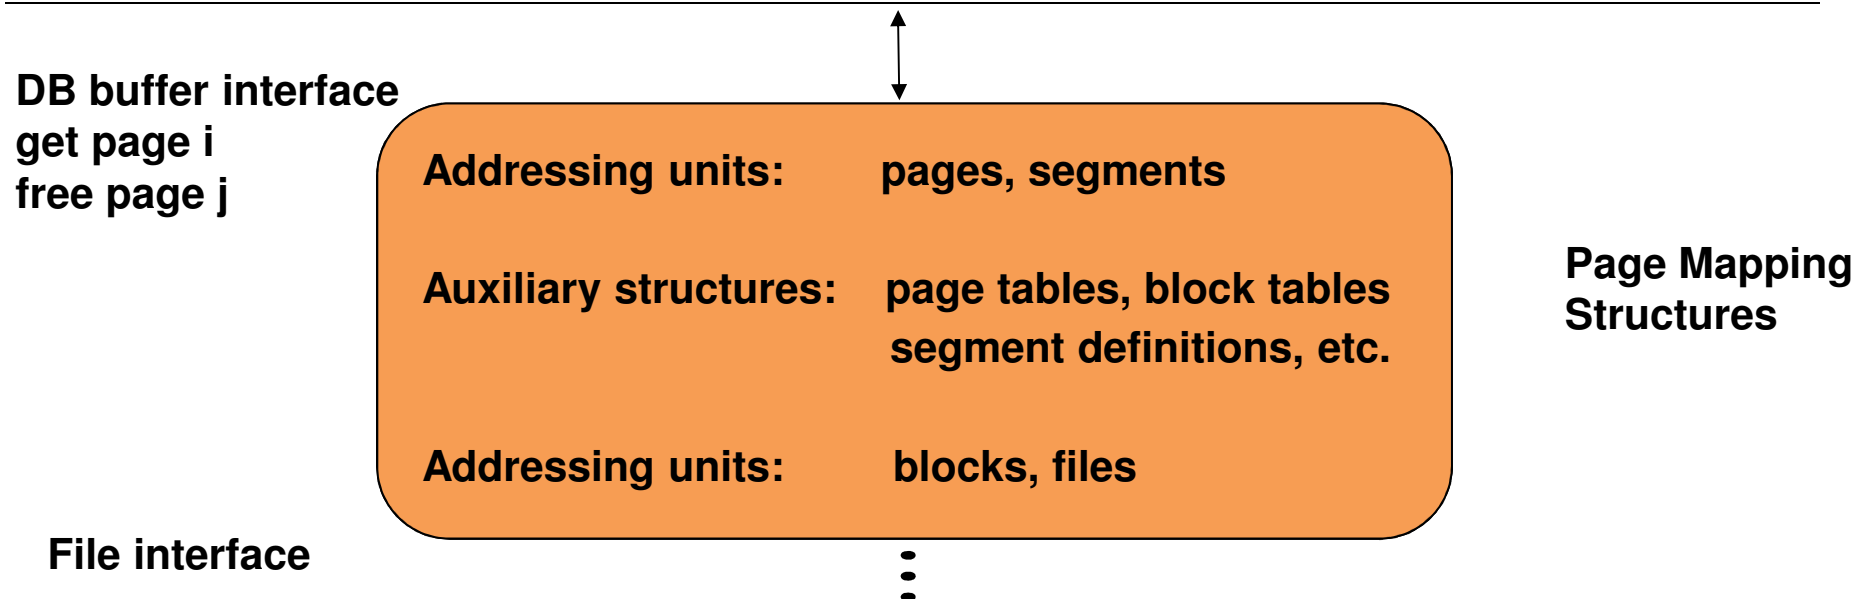 DB buffer interface
get page i
free page j
Addressing units: pages, segments
Auxiliary structures: page tables, block tables
segment definitions, etc.
Addressing units: blocks, files
Page Mapping
Structures
File interface